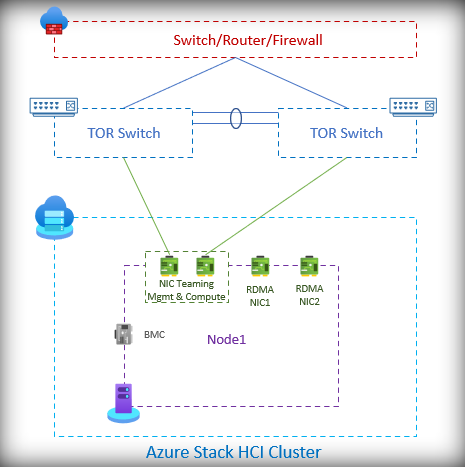 Switch/Router/Firewall
TOR Switch
TOR Switch
NIC Teaming
Mgmt & Compute
RDMA
NIC1
RDMA
NIC2
BMC
Node1
Azure Stack HCI Cluster